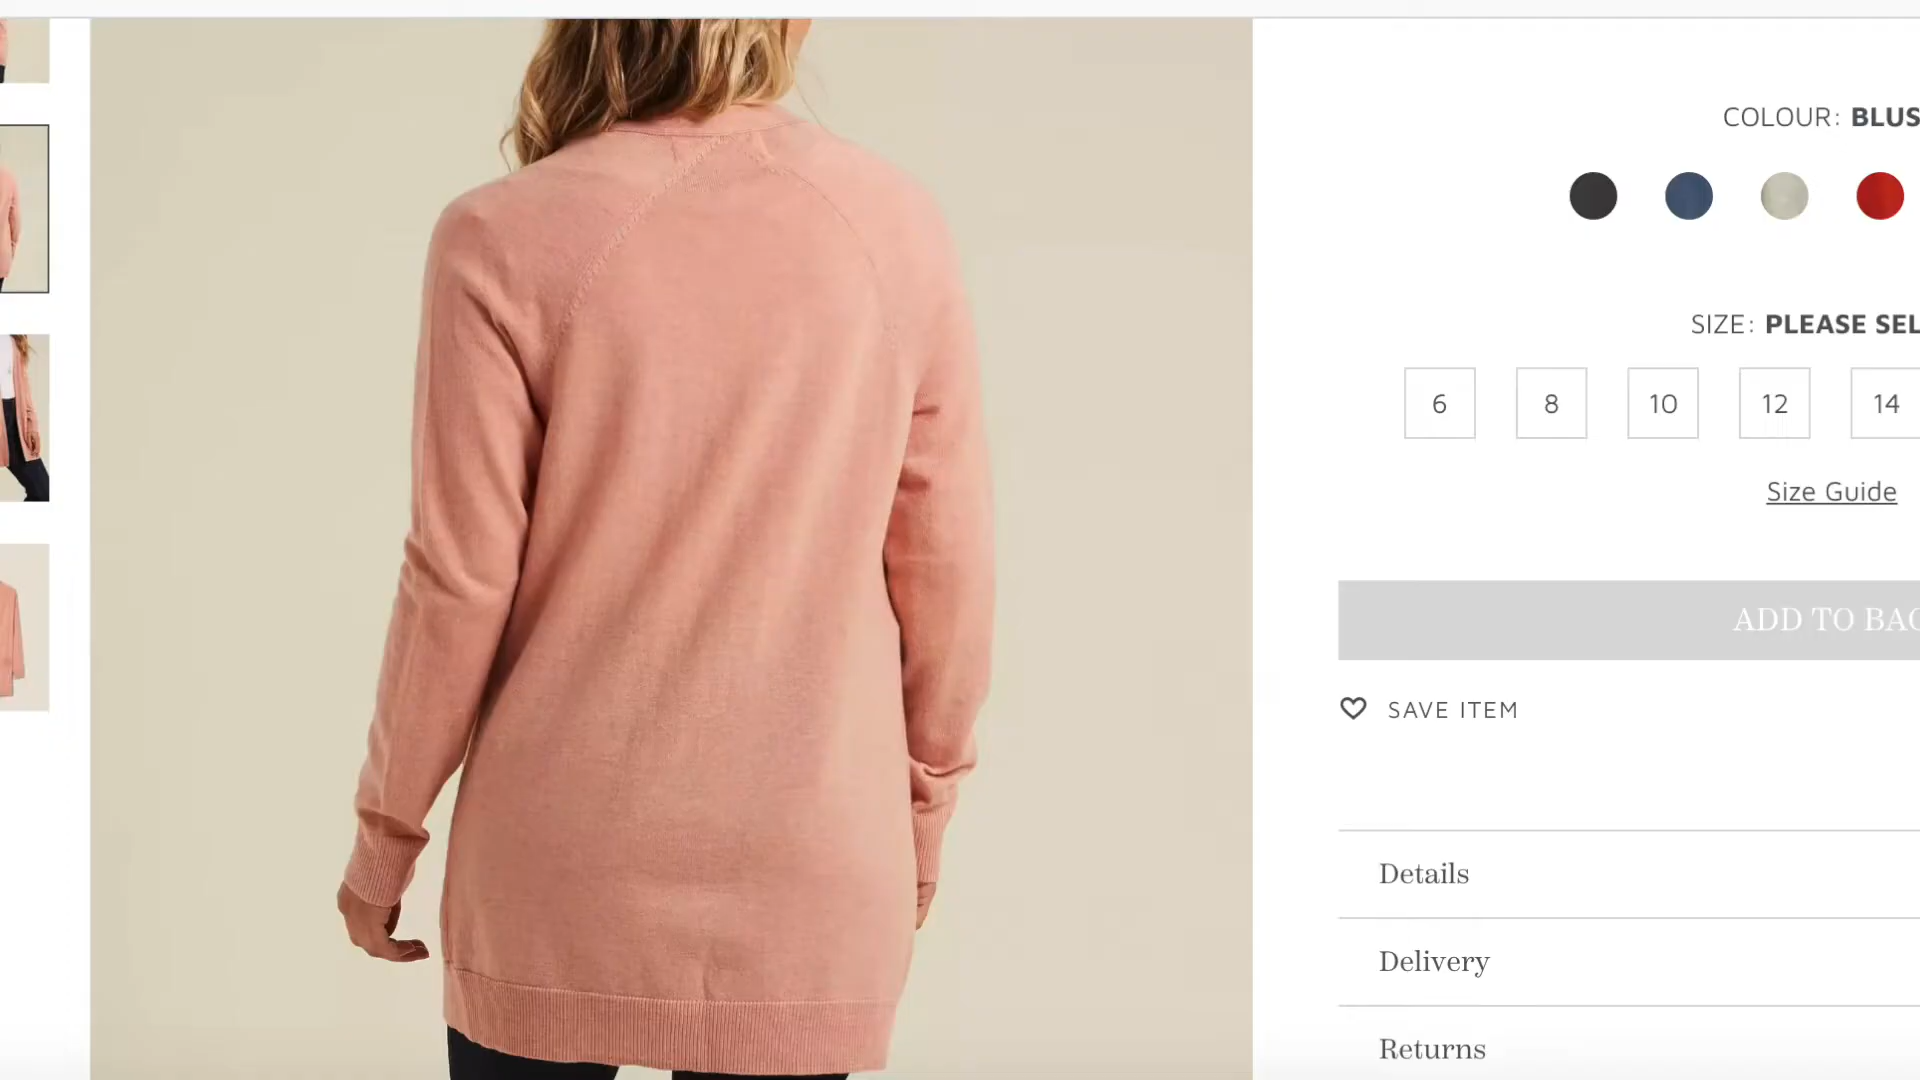 COLOUR: BLUS
SIZE: PLEASE SEL
6 8 10 12 14
Size Guide
ADD TO BAG
SAVE ITEM
Details
Delivery
Returns